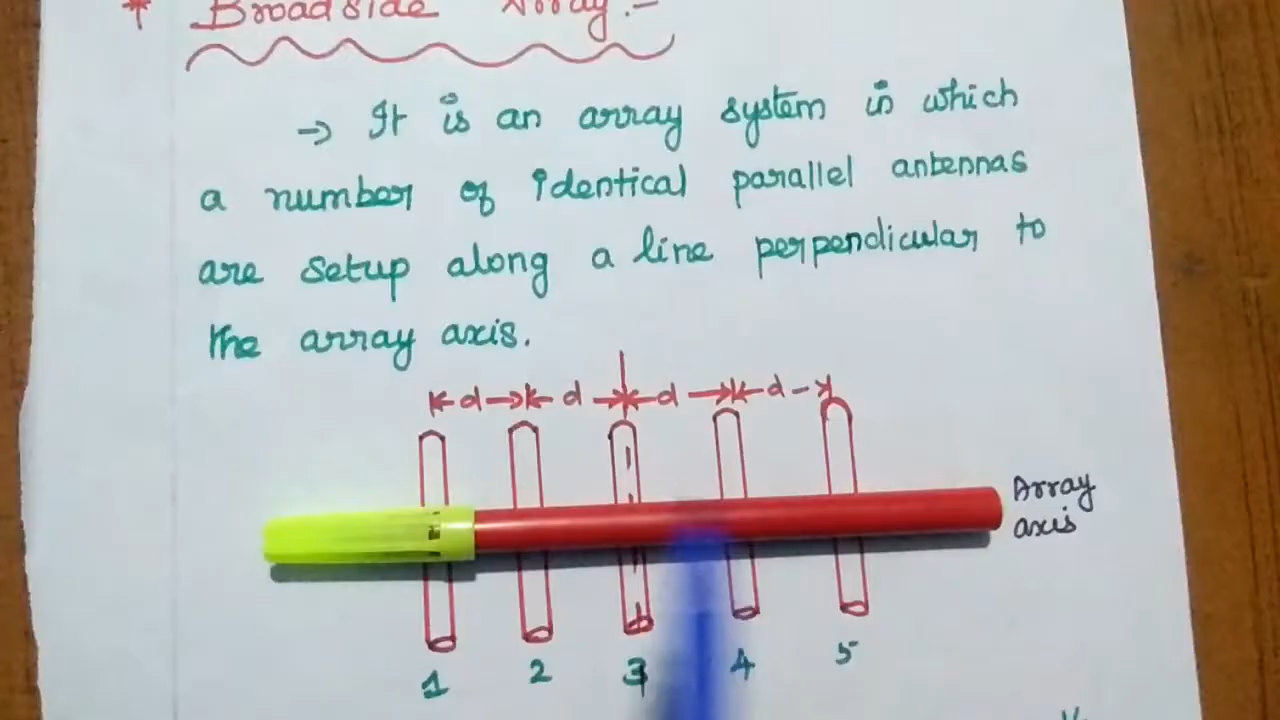 * Broadside Array :-
→ It is an array system in which
a number of identical parallel antennas
are setup along a line perpendicular to
the array axis.
d d d d
Array
axis
1 2 3 4 5